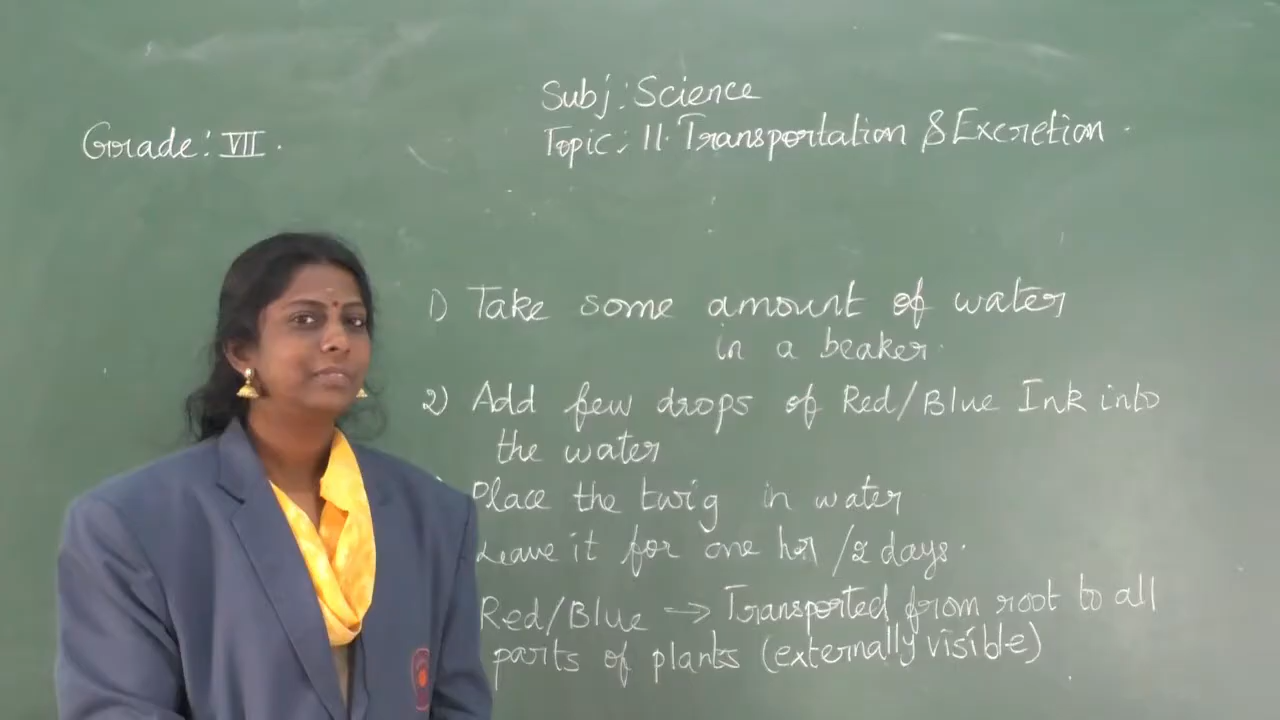 Subj: Science
Grade: VII.
Topic: 11. Transportation & Excretion.
1) Take some amount of water
in a beaker.
2) Add few drops of Red/Blue Ink into
the water
Place the twig in water
Leave it for one hr/2 days.
Red/Blue → Transported from root to all
parts of plants (externally visible)